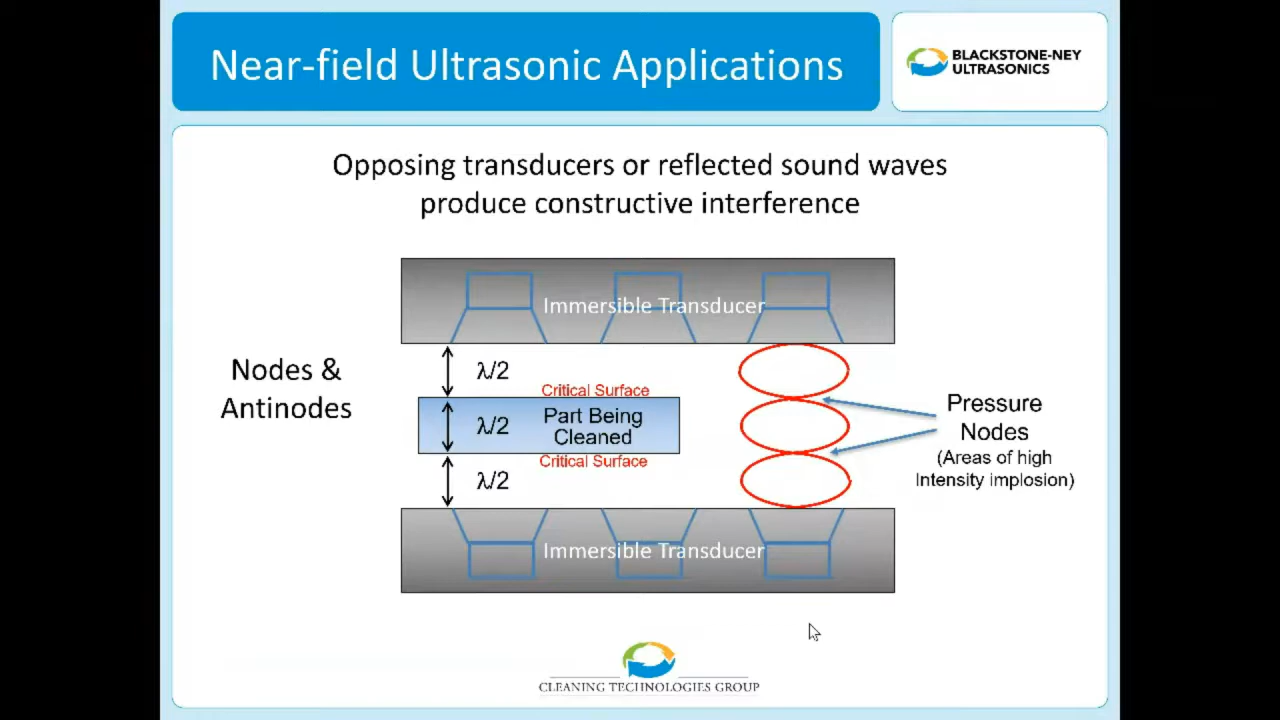 Near-field Ultrasonic Applications
BLACKSTONE-NEY
ULTRASONICS
Opposing transducers or reflected sound waves
produce constructive interference
Immersible Transducer
Nodes &
Antinodes
λ/2
Critical Surface
λ/2
Part Being
Cleaned
Critical Surface
λ/2
Pressure
Nodes
(Areas of high
Intensity implosion)
Immersible Transducer
CLEANING TECHNOLOGIES GROUP